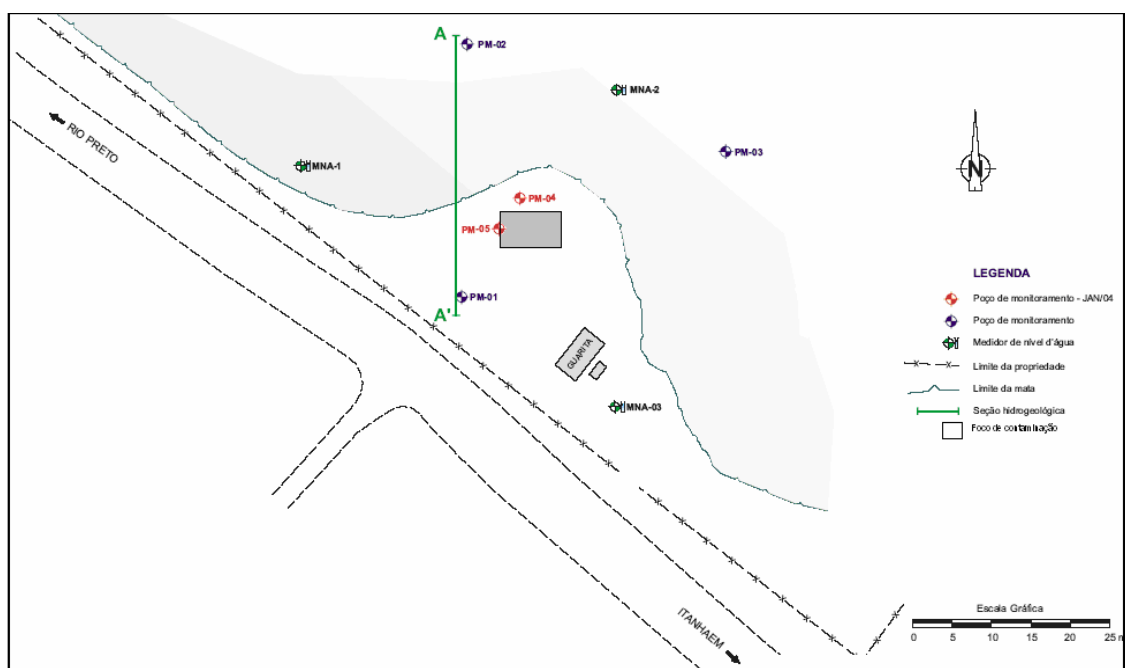 A
PM-02
MNA-2
PM-03
MNA-1
RIO PRETO
PM-04
PM-05
PM-01
A'
GUARITA
MNA-03
ITANHAEM
N
LEGENDA
Poço de monitoramento - JAN/04
Poço de monitoramento
Medidor de nível d'água
Limite da propriedade
Limite da mata
Seção hidrogeológica
Foco de contaminação
Escala Gráfica
0 5 10 15 20 25 m